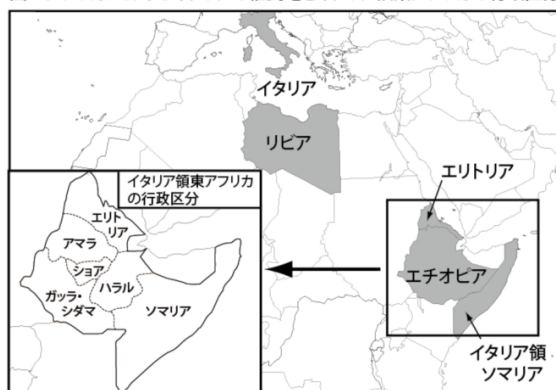 イタリア
リビア
エリトリア
エチオピア
イタリア領
ソマリア
イタリア領東アフリカ
の行政区分
エリト
リア
アマラ
ショア
ハラル
ガッラ・
シダマ
ソマリア